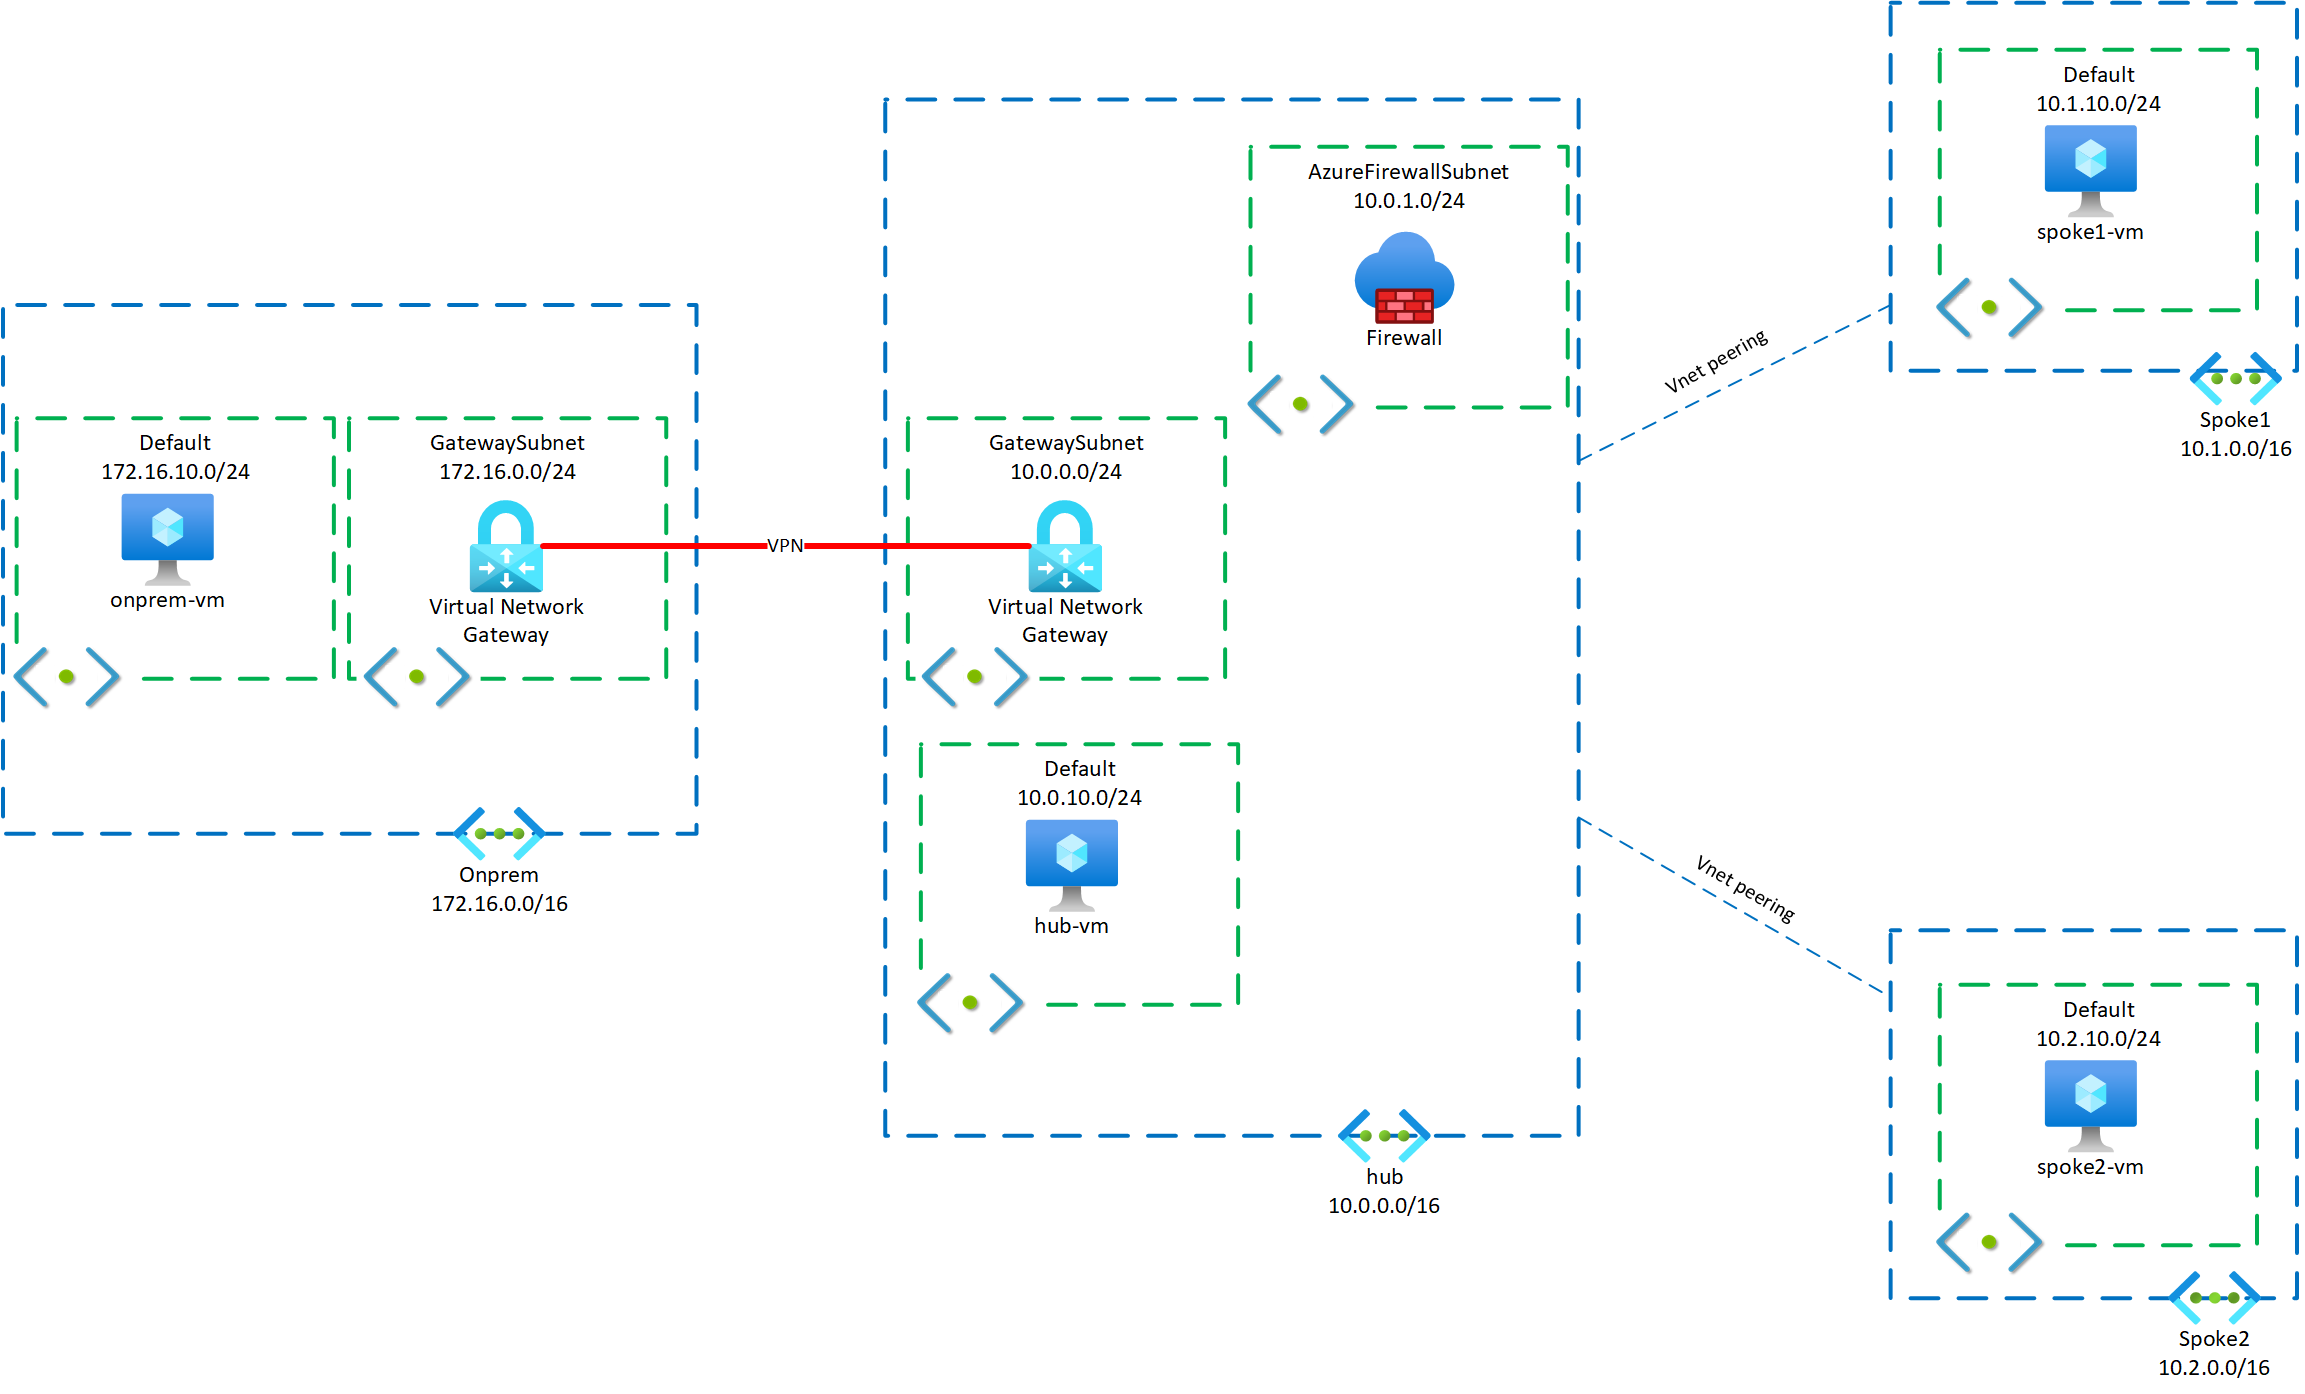 Default
172.16.10.0/24
onprem-vm
GatewaySubnet
172.16.0.0/24
Virtual Network
Gateway
Onprem
172.16.0.0/16
VPN
AzureFirewallSubnet
10.0.1.0/24
Firewall
GatewaySubnet
10.0.0.0/24
Virtual Network
Gateway
Default
10.0.10.0/24
hub-vm
hub
10.0.0.0/16
Vnet peering
Vnet peering
Default
10.1.10.0/24
spoke1-vm
Spoke1
10.1.0.0/16
Default
10.2.10.0/24
spoke2-vm
Spoke2
10.2.0.0/16